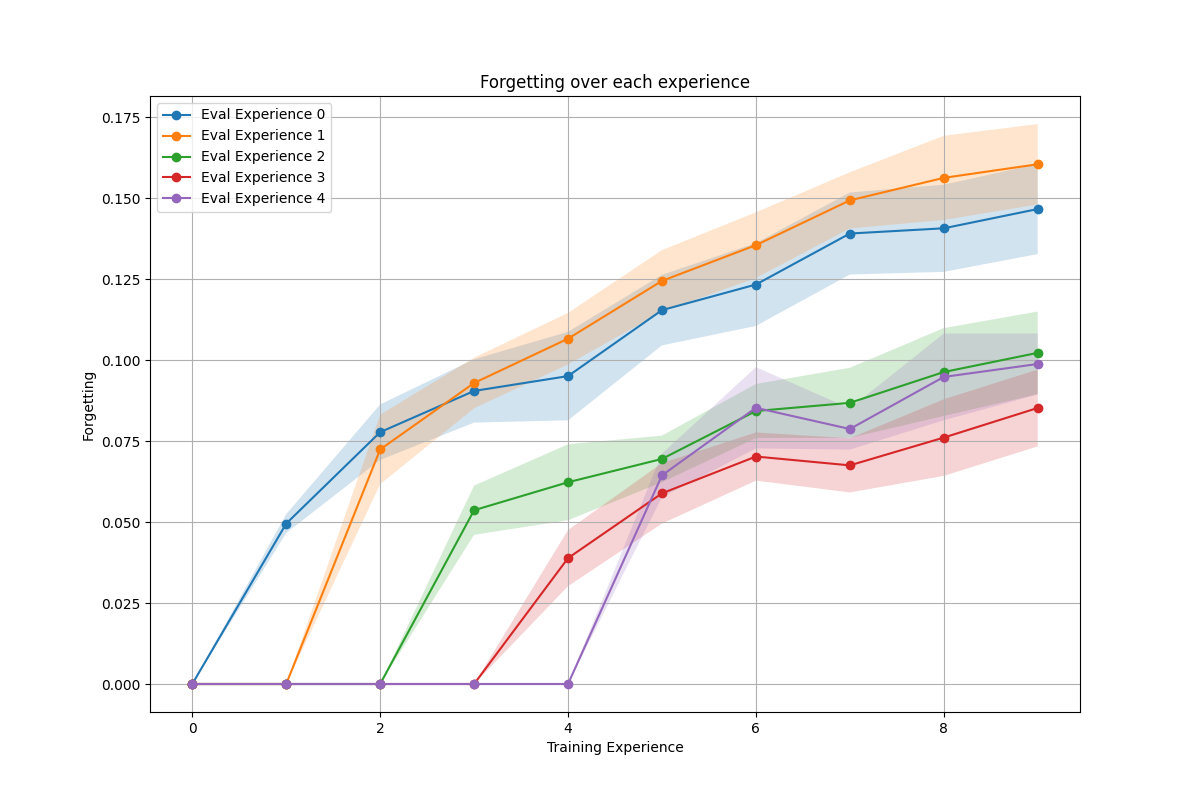 Forgetting over each experience
Eval Experience 0
Eval Experience 1
Eval Experience 2
Eval Experience 3
Eval Experience 4
0.175
0.150
0.125
0.100
0.075
0.050
0.025
0.000
Forgetting
0 2 4 6 8
Training Experience